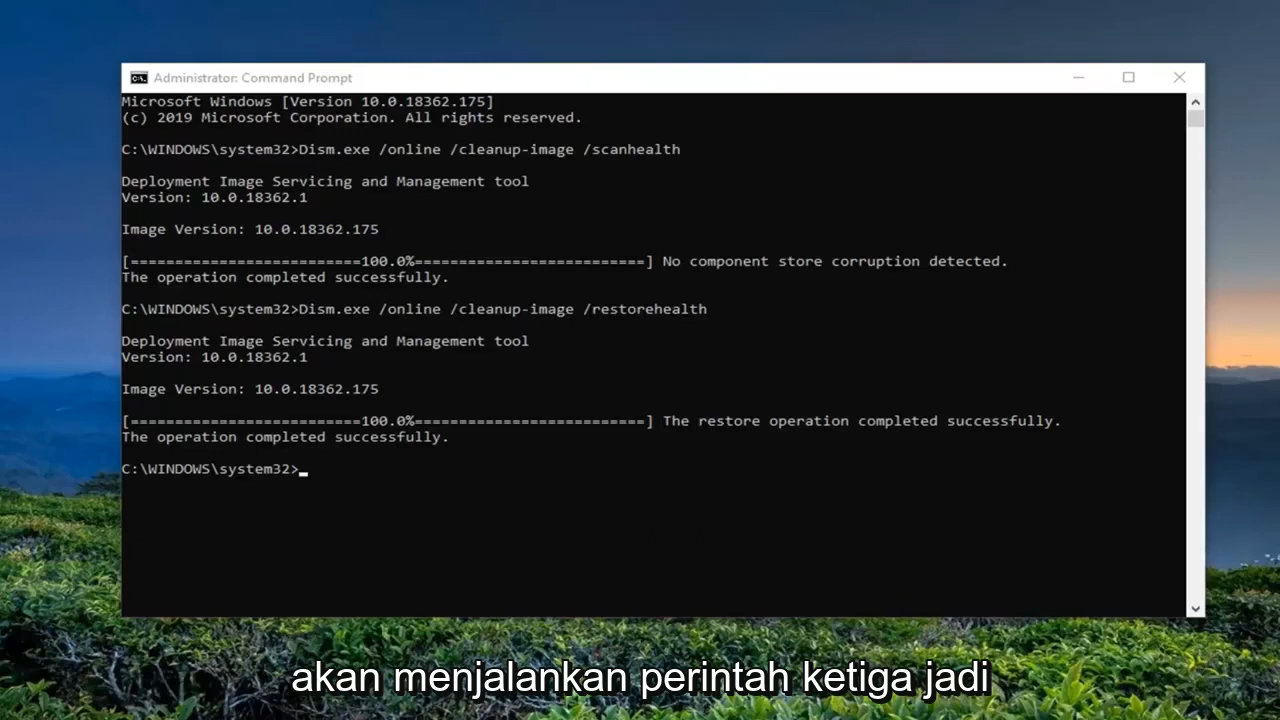 Administrator: Command Prompt
Microsoft Windows [Version 10.0.18362.175]
(c) 2019 Microsoft Corporation. All rights reserved.
C:\WINDOWS\system32>Dism.exe /online /cleanup-image /scanhealth
Deployment Image Servicing and Management tool
Version: 10.0.18362.1
Image Version: 10.0.18362.175
[==========================100.0%==========================] No component store corruption detected.
The operation completed successfully.
C:\WINDOWS\system32>Dism.exe /online /cleanup-image /restorehealth
Deployment Image Servicing and Management tool
Version: 10.0.18362.1
Image Version: 10.0.18362.175
[==========================100.0%==========================] The restore operation completed successfully.
The operation completed successfully.
C:\WINDOWS\system32>
akan menjalankan perintah ketiga jadi